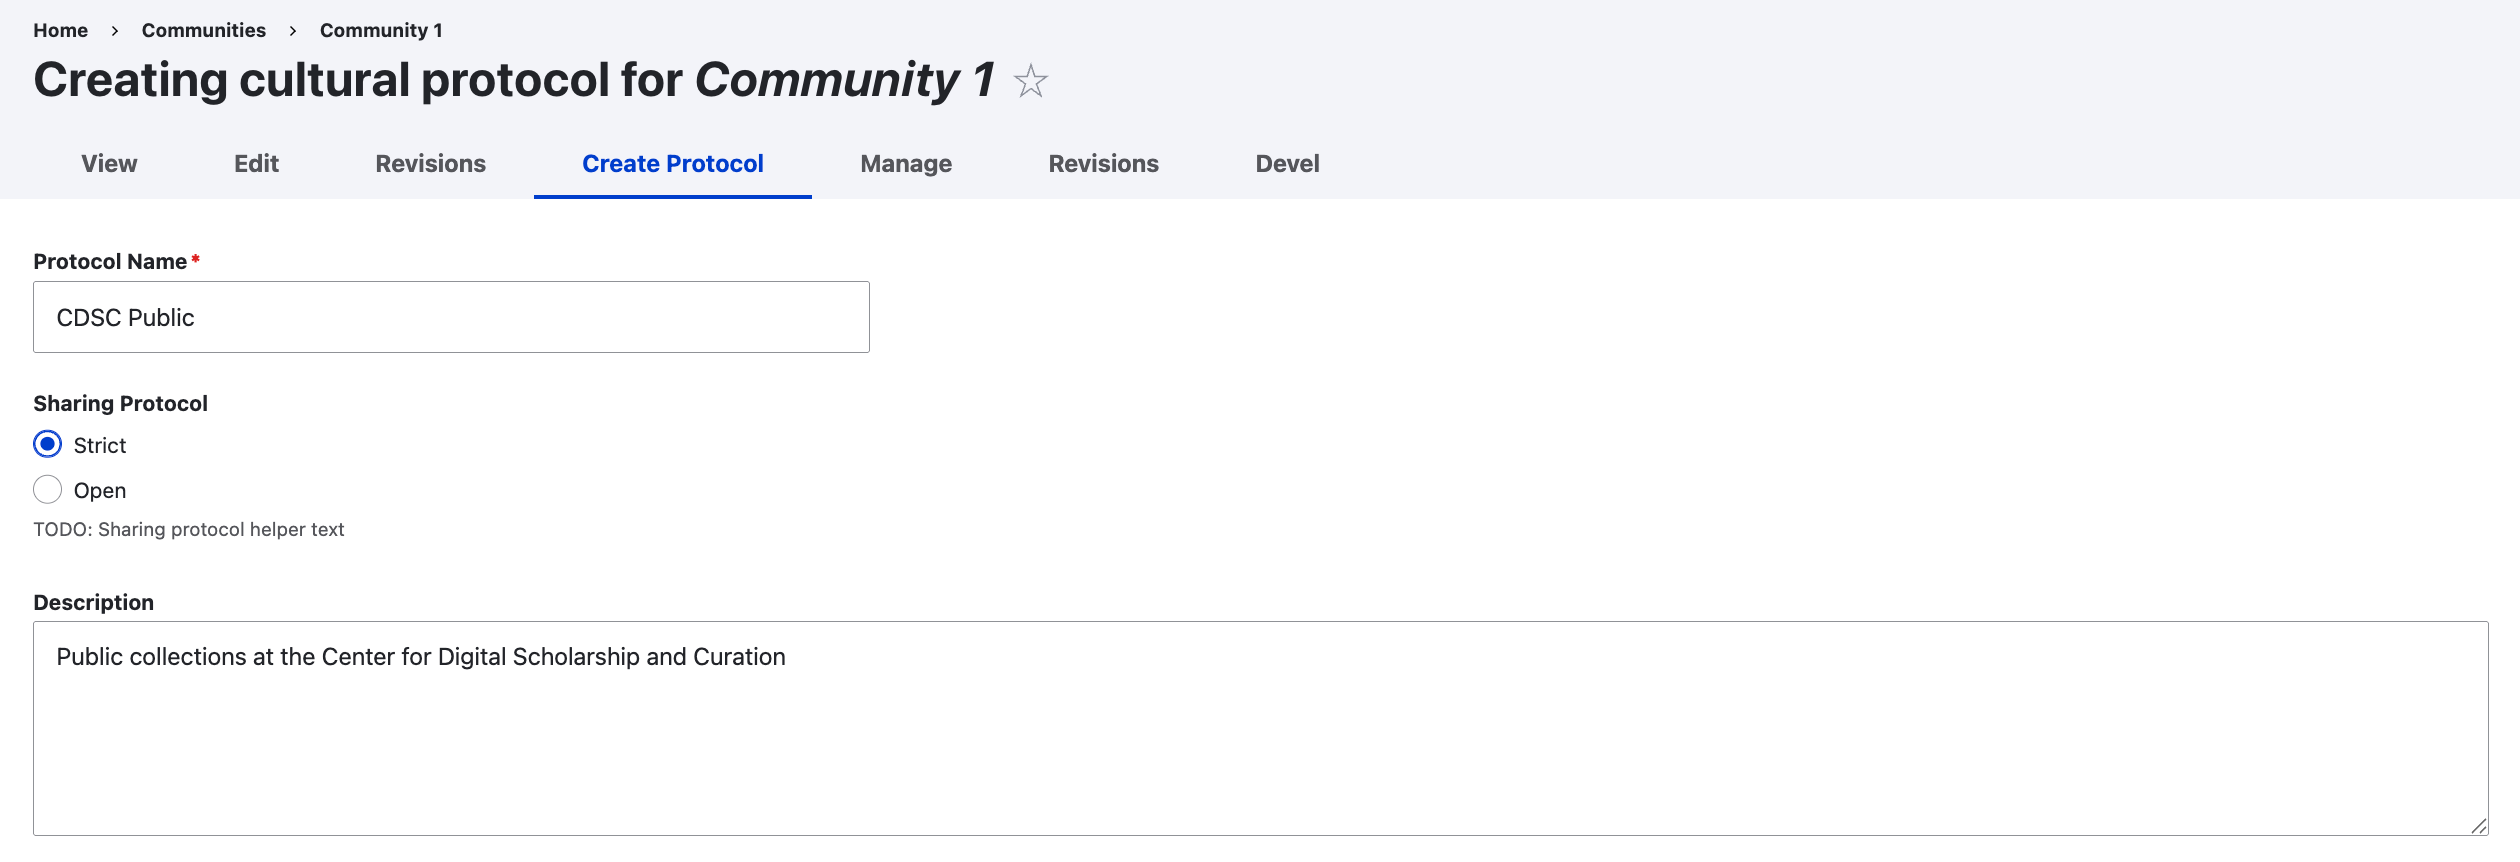 Home > Communities > Community 1
Creating cultural protocol for Community 1
View Edit Revisions Create Protocol Manage Revisions Devel
Protocol Name*
CDSC Public
Sharing Protocol
Strict
Open
TODO: Sharing protocol helper text
Description
Public collections at the Center for Digital Scholarship and Curation